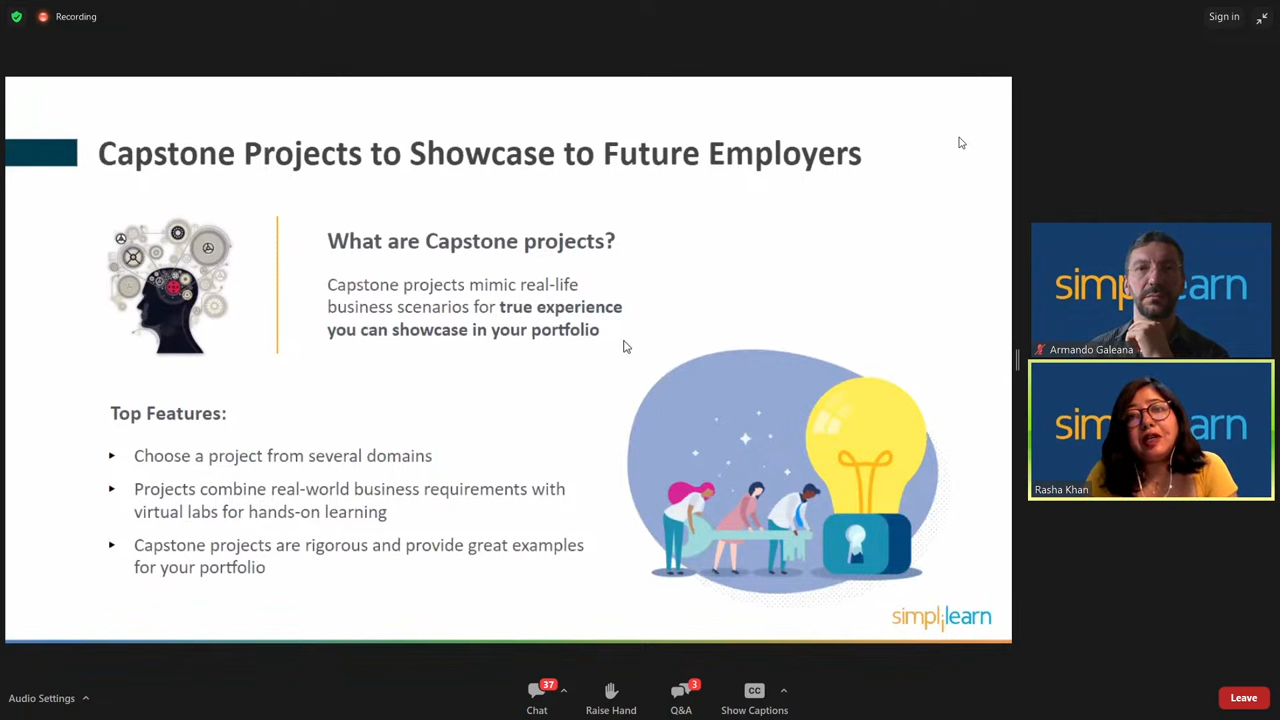 Recording
Sign in
Capstone Projects to Showcase to Future Employers
What are Capstone projects?
Capstone projects mimic real-life
business scenarios for true experience
you can showcase in your portfolio
Top Features:
Choose a project from several domains
Projects combine real-world business requirements with
virtual labs for hands-on learning
Capstone projects are rigorous and provide great examples
for your portfolio
simplilearn
Armando Galeana
Rasha Khan
Audio Settings
37
Chat
Raise Hand
3
Q&A
CC
Show Captions
Leave